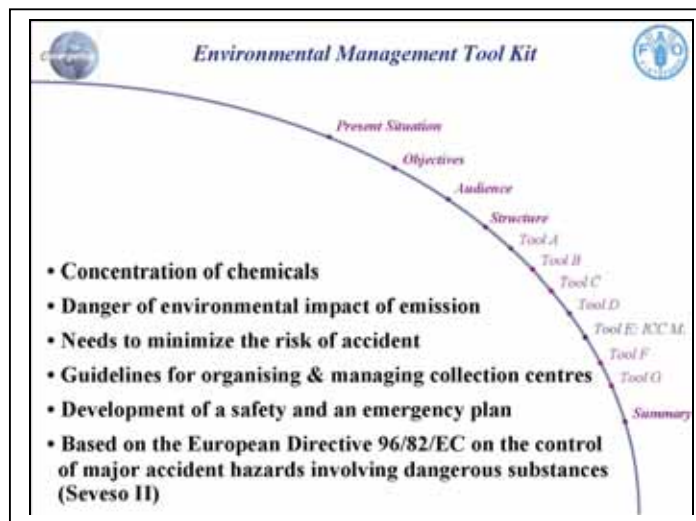 Environmental Management Tool Kit
F A O
Present Situation
Objectives
Audience
Structure
Tool A
Tool B
Tool C
Tool D
Tool E: ICC M.
Tool F
Tool G
Summary
• Concentration of chemicals
• Danger of environmental impact of emission
• Needs to minimize the risk of accident
• Guidelines for organising & managing collection centres
• Development of a safety and an emergency plan
• Based on the European Directive 96/82/EC on the control
of major accident hazards involving dangerous substances
(Seveso II)